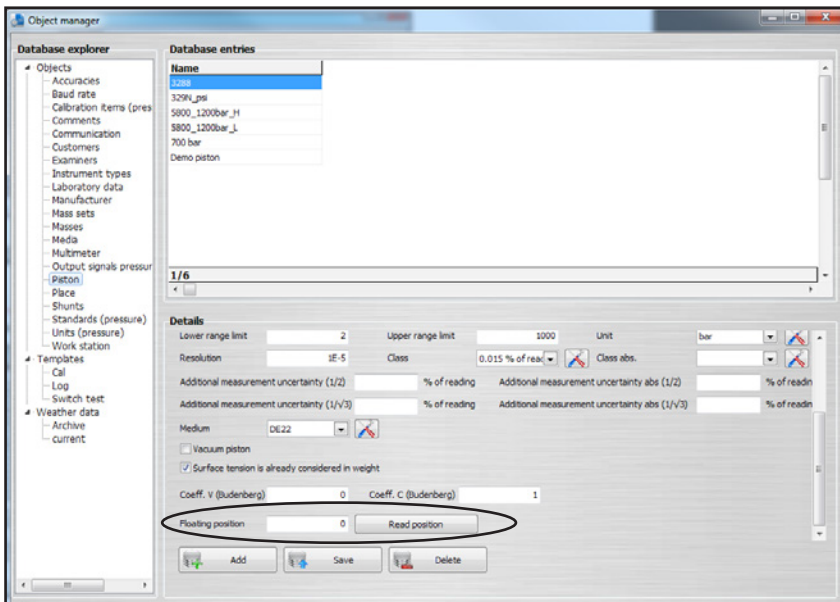 Object manager
Database explorer
Objects
Accuracies
Baud rate
Calibration items (pres
Comments
Communication
Customers
Examiners
Instrument types
Laboratory data
Manufacturer
Mass sets
Masses
Media
Multimeter
Output signals pressur
Piston
Place
Shunts
Standards (pressure)
Units (pressure)
Work station
Templates
Cal
Log
Switch test
Weather data
Archive
current
Database entries
Name
3288
329N_psi
5800_1200bar_H
5800_1200bar_L
700 bar
Demo piston
1/6
Details
Lower range limit 2 Upper range limit 1000 Unit bar
Resolution 1E-5 Class 0.015 % of reac Class abs.
Additional measurement uncertainty (1/2) % of reading Additional measurement uncertainty abs (1/2) % of readin
Additional measurement uncertainty (1/√3) % of reading Additional measurement uncertainty abs (1/√3) % of readin
Medium DE22
Vacuum piston
Surface tension is already considered in weight
Coeff. V (Budenberg) 0 Coeff. C (Budenberg) 1
Floating position 0 Read position
Add Save Delete